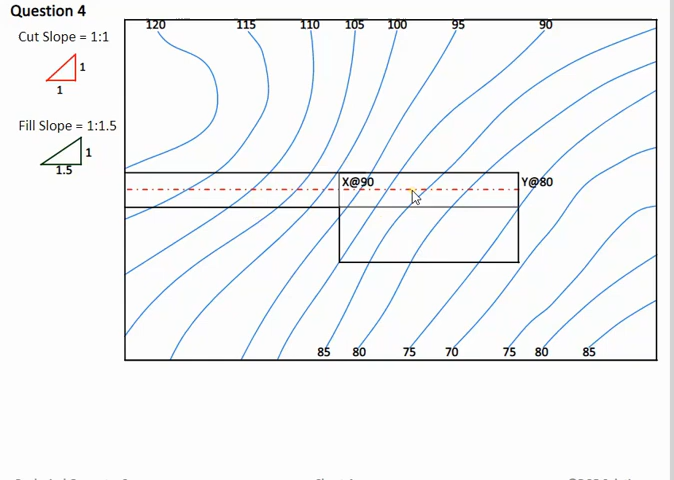 Question 4
120 115 110 105 100 95 90
Cut Slope = 1:1
1
1
Fill Slope = 1:1.5
1
1.5
X@90 Y@80
85 80 75 70 75 80 85